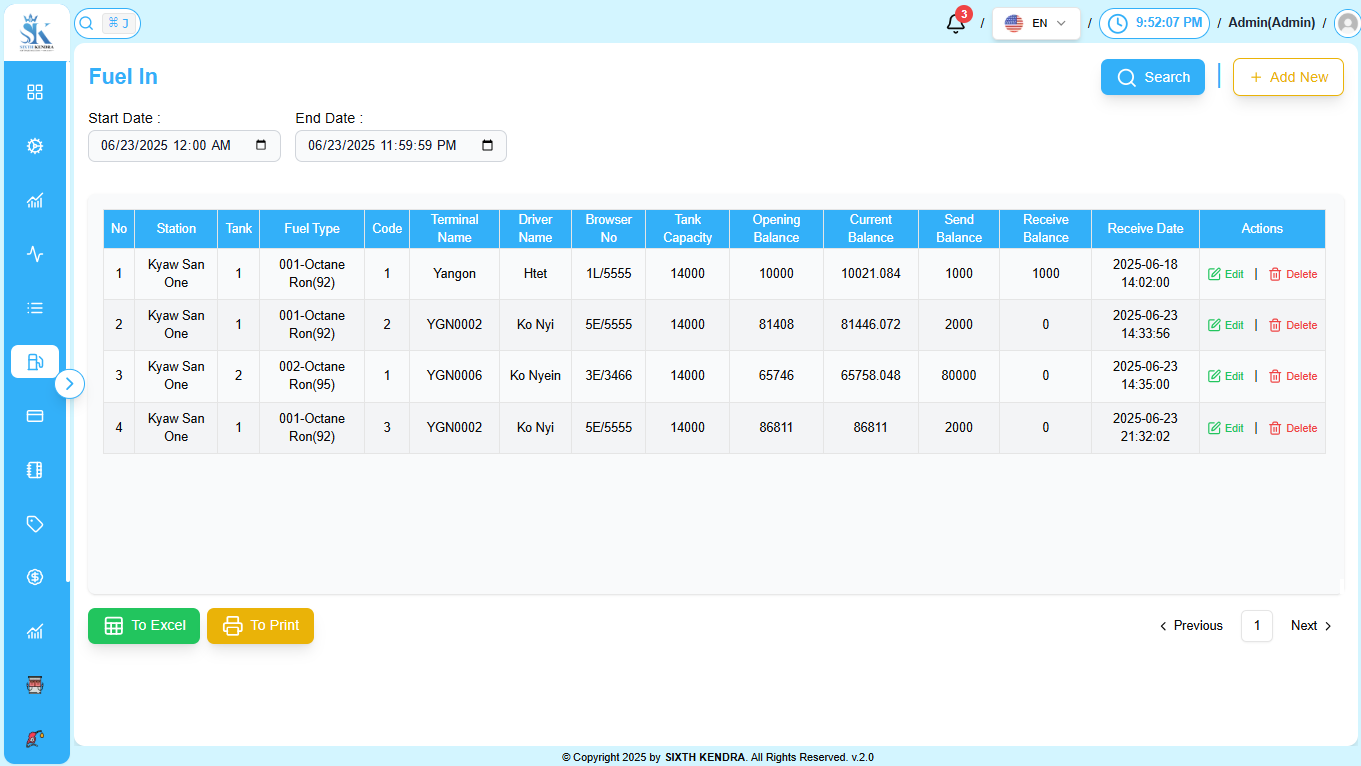 SK
SIXTH KENDRA
⌘ J
3
/
EN
/
9:52:07 PM
/ Admin(Admin) /
Fuel In
Search
+ Add New
Start Date :
End Date :
06/23/2025 12:00 AM
06/23/2025 11:59:59 PM
No Station Tank Fuel Type Code Terminal Name Driver Name Browser No Tank Capacity Opening Balance Current Balance Send Balance Receive Balance Receive Date Actions
1 Kyaw San One 1 001-Octane Ron(92) 1 Yangon Htet 1L/5555 14000 10000 10021.084 1000 1000 2025-06-18 14:02:00 Edit | Delete
2 Kyaw San One 1 001-Octane Ron(92) 2 YGN0002 Ko Nyi 5E/5555 14000 81408 81446.072 2000 0 2025-06-23 14:33:56 Edit | Delete
3 Kyaw San One 2 002-Octane Ron(95) 1 YGN0006 Ko Nyein 3E/3466 14000 65746 65758.048 80000 0 2025-06-23 14:35:00 Edit | Delete
4 Kyaw San One 1 001-Octane Ron(92) 3 YGN0002 Ko Nyi 5E/5555 14000 86811 86811 2000 0 2025-06-23 21:32:02 Edit | Delete
To Excel
To Print
Previous
1
Next
© Copyright 2025 by SIXTH KENDRA. All Rights Reserved. v.2.0